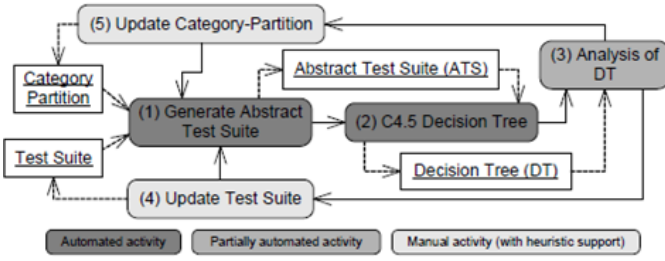 (5) Update Category-Partition
Category
Partition
Abstract Test Suite (ATS)
(3) Analysis of
DT
(1) Generate Abstract
Test Suite
(2) C4.5 Decision Tree
Test Suite
Decision Tree (DT)
(4) Update Test Suite
Automated activity
Partially automated activity
Manual activity (with heuristic support)